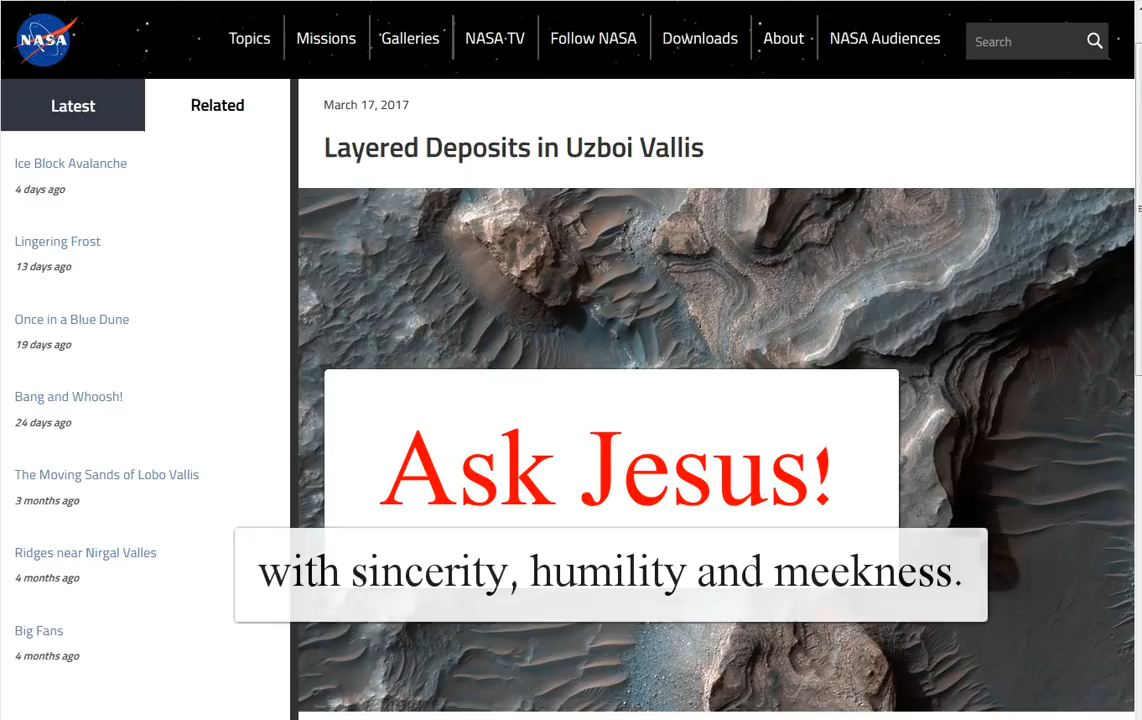 NASA
Topics
Missions
Galleries
NASA TV
Follow NASA
Downloads
About
NASA Audiences
Search
Latest
Related
Ice Block Avalanche
4 days ago
Lingering Frost
13 days ago
Once in a Blue Dune
19 days ago
Bang and Whoosh!
24 days ago
The Moving Sands of Lobo Vallis
3 months ago
Ridges near Nirgal Valles
4 months ago
Big Fans
4 months ago
March 17, 2017
Layered Deposits in Uzboi Vallis
Ask Jesus!
with sincerity, humility and meekness.